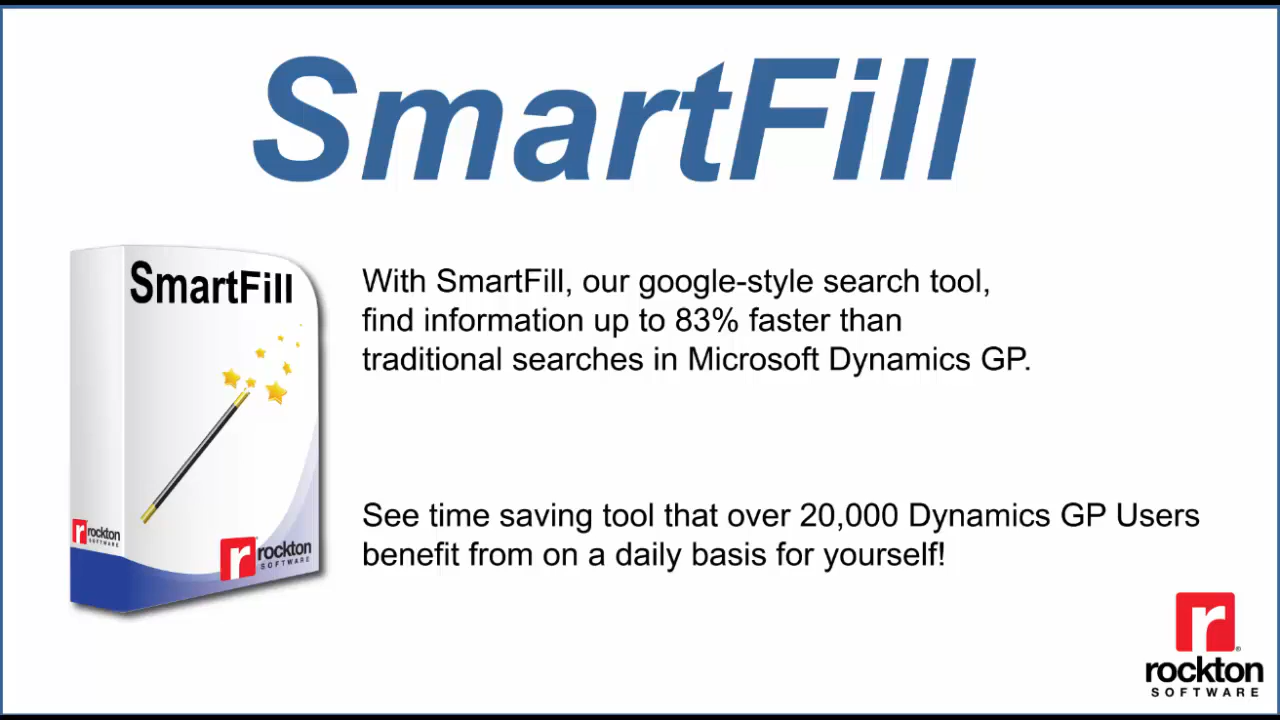 SmartFill
SmartFill
With SmartFill, our google-style search tool,
find information up to 83% faster than
traditional searches in Microsoft Dynamics GP.
See time saving tool that over 20,000 Dynamics GP Users
benefit from on a daily basis for yourself!
r rockton
SOFTWARE
r rockton
SOFTWARE
r®
rockton
SOFTWARE